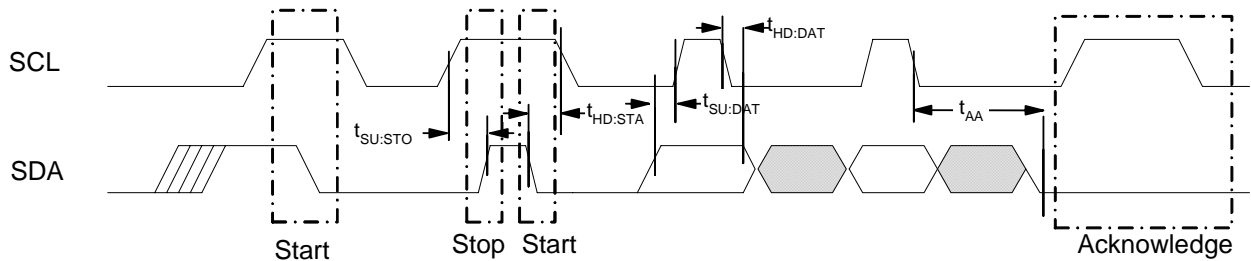 t_HD:DAT
SCL
t_HD:STA
t_SU:DAT
t_AA
t_SU:STO
SDA
Start
Stop
Start
Acknowledge